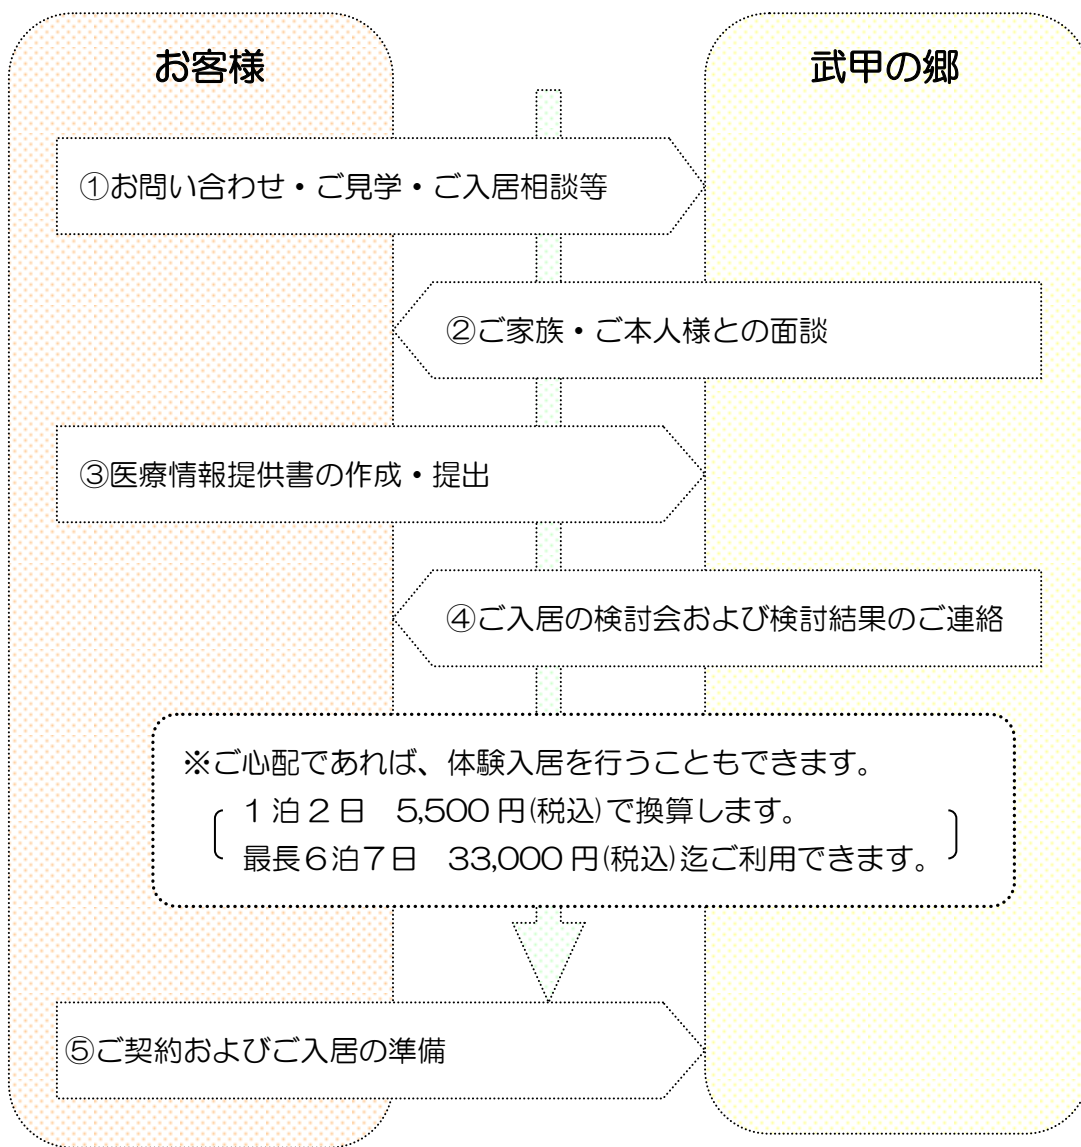 お客様
武甲の郷
①お問い合わせ・ご見学・ご入居相談等
②ご家族・ご本人様との面談
③医療情報提供書の作成・提出
④ご入居の検討会および検討結果のご連絡
※ご心配であれば、体験入居を行うこともできます。
１泊２日　5,500円(税込)で換算します。
最長６泊７日　33,000円(税込)迄ご利用できます。
⑤ご契約およびご入居の準備